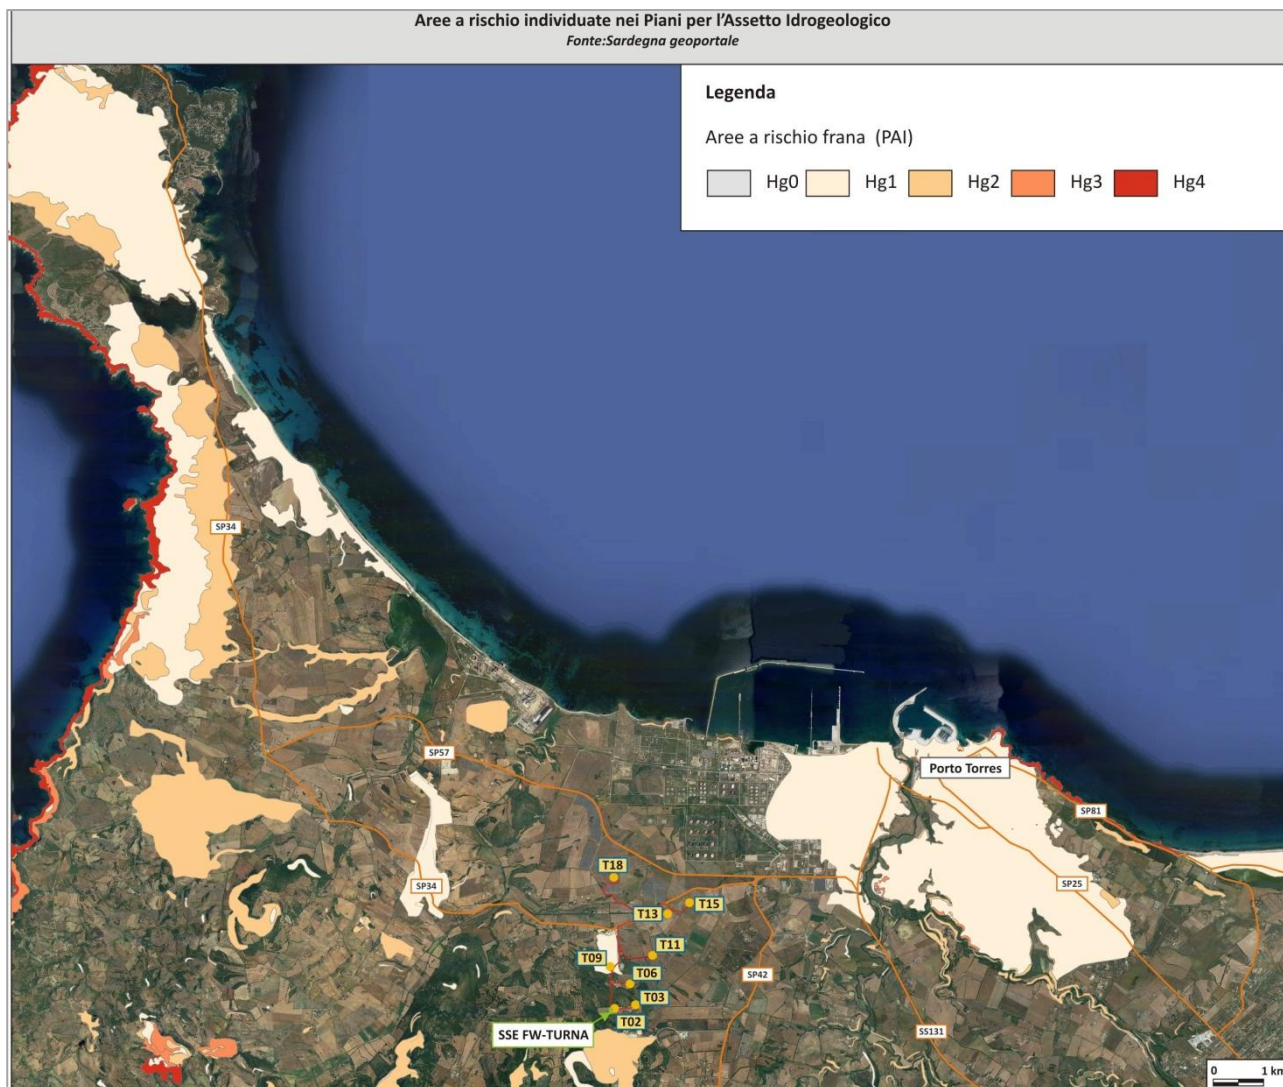 Aree a rischio individuate nei Piani per l'Assetto Idrogeologico
Fonte:Sardegna geoportale
Legenda
Aree a rischio frana (PAI)
Hg0 Hg1 Hg2 Hg3 Hg4
SP34
SP57
Porto Torres
SP81
T18
SP34
SP25
T15
T13
T11
T09
SP42
T06
T03
T02
SSE FW-TURNA
SS131
0 1 km